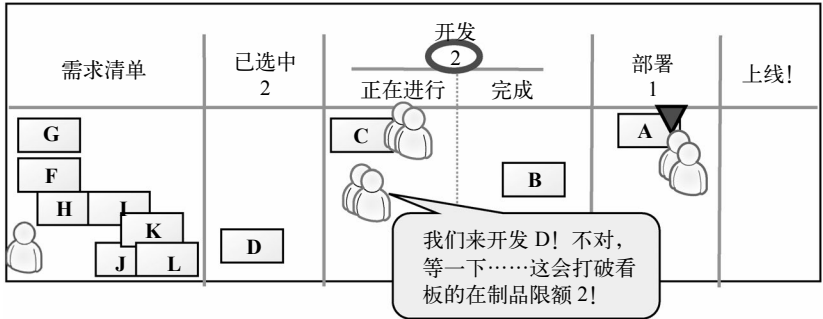 需求清单
已选中
2
开发
2
正在进行
完成
部署
1
上线！
G
F
H
I
K
J
L
D
C
B
A
我们来开发 D！不对，
等一下……这会打破看
板的在制品限额 2！